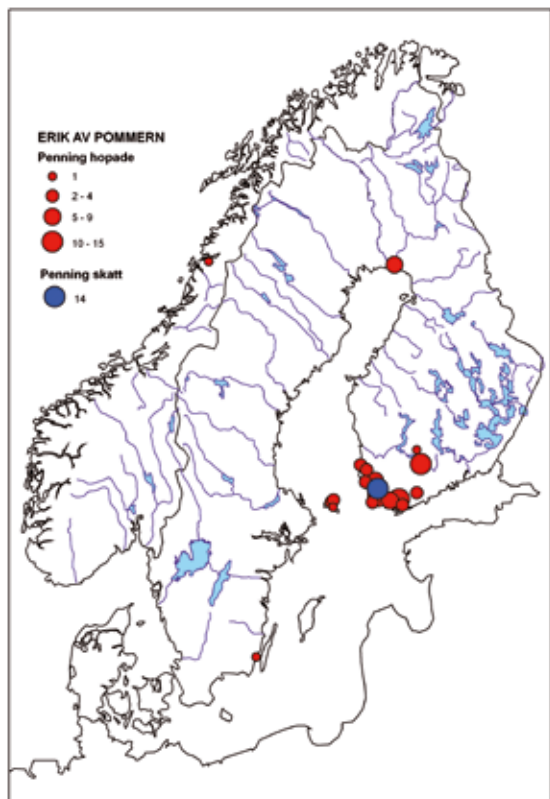 ERIK AV POMMERN
Penning hopade
1
2 - 4
5 - 9
10 - 15
Penning skatt
14